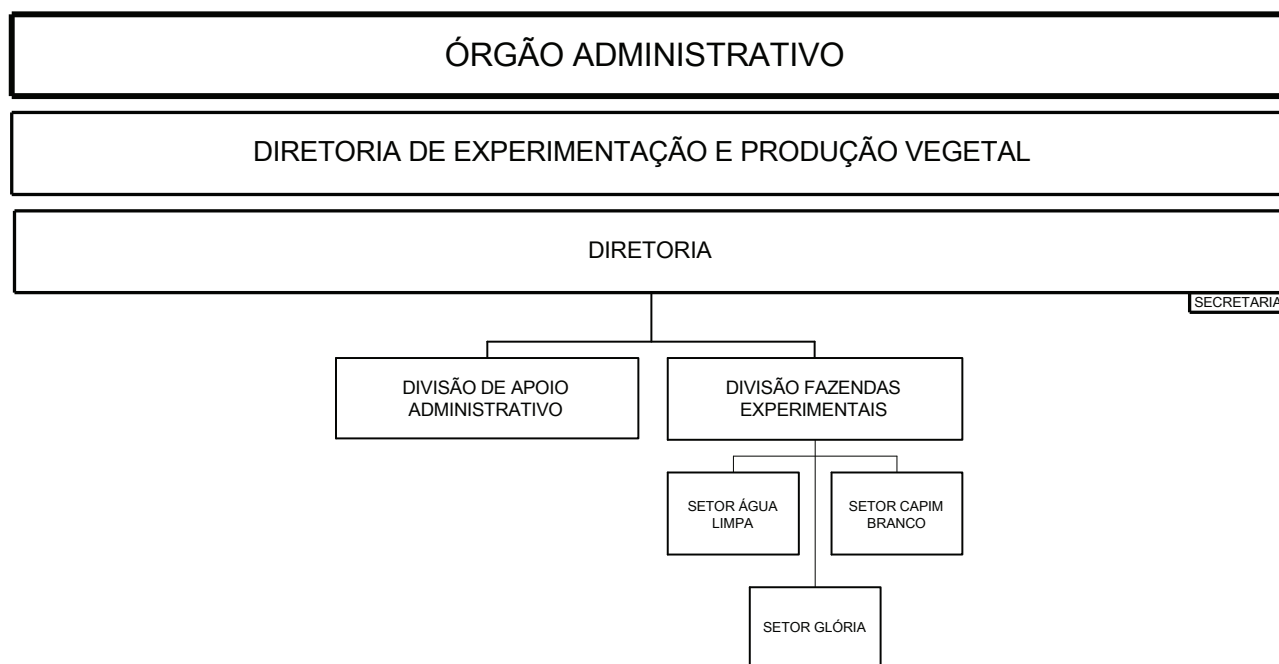 ÓRGÃO ADMINISTRATIVO
DIRETORIA DE EXPERIMENTAÇÃO E PRODUÇÃO VEGETAL
DIRETORIA
SECRETARIA
DIVISÃO DE APOIO
ADMINISTRATIVO
DIVISÃO FAZENDAS
EXPERIMENTAIS
SETOR ÁGUA
LIMPA
SETOR CAPIM
BRANCO
SETOR GLÓRIA